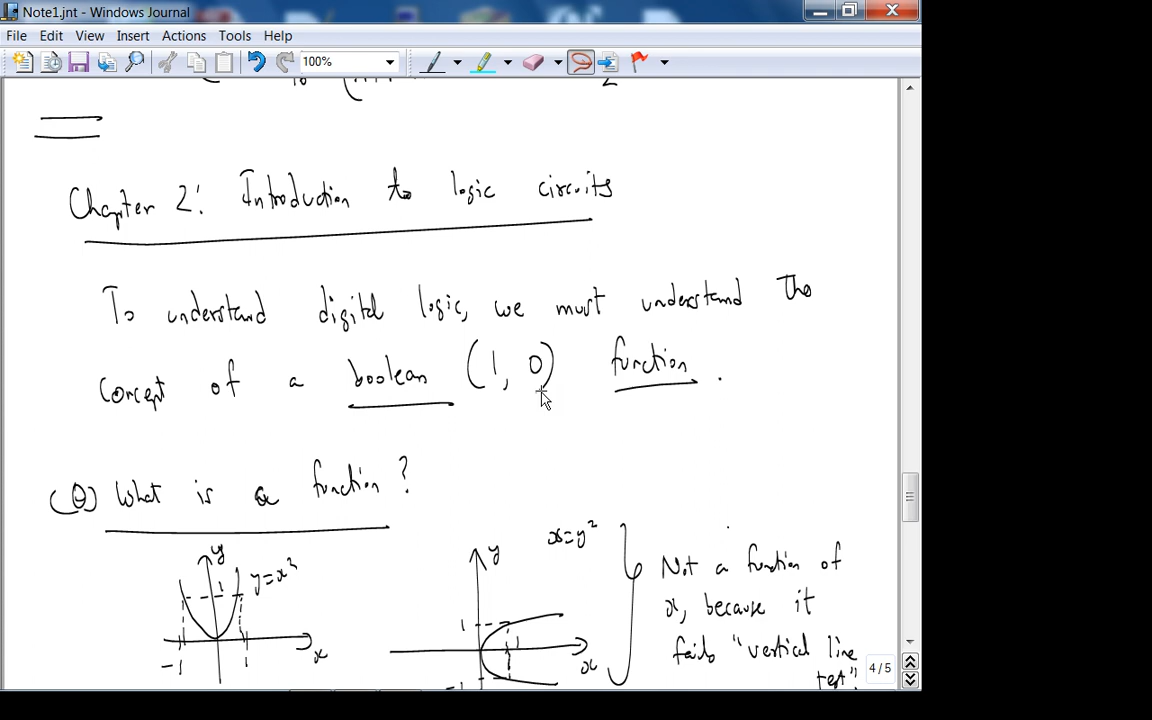 Note1.jnt - Windows Journal
File Edit View Insert Actions Tools Help
100%
Chapter 2: Introduction to logic circuits
To understand digital logic, we must understand the
concept of a boolean (1, 0) function.
(Q) What is a function?
y
y=x²
1
-1
1
x
y
x=y²
1
1
-1
x
Not a function of
x, because it
fails "vertical line
test".
4/5